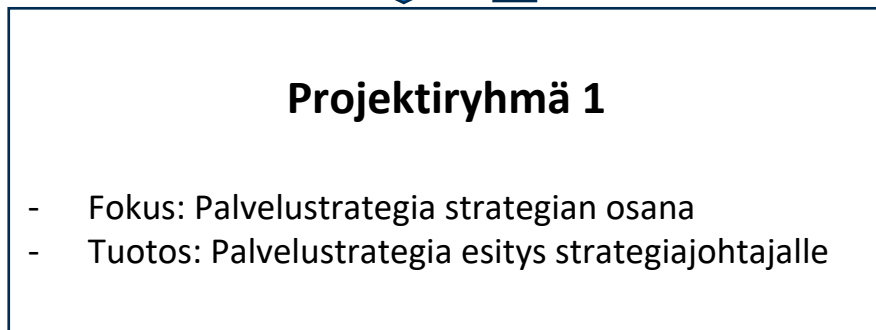 Projektiryhmä 1
- Fokus: Palvelustrategia strategian osana
- Tuotos: Palvelustrategia esitys strategiajohtajalle